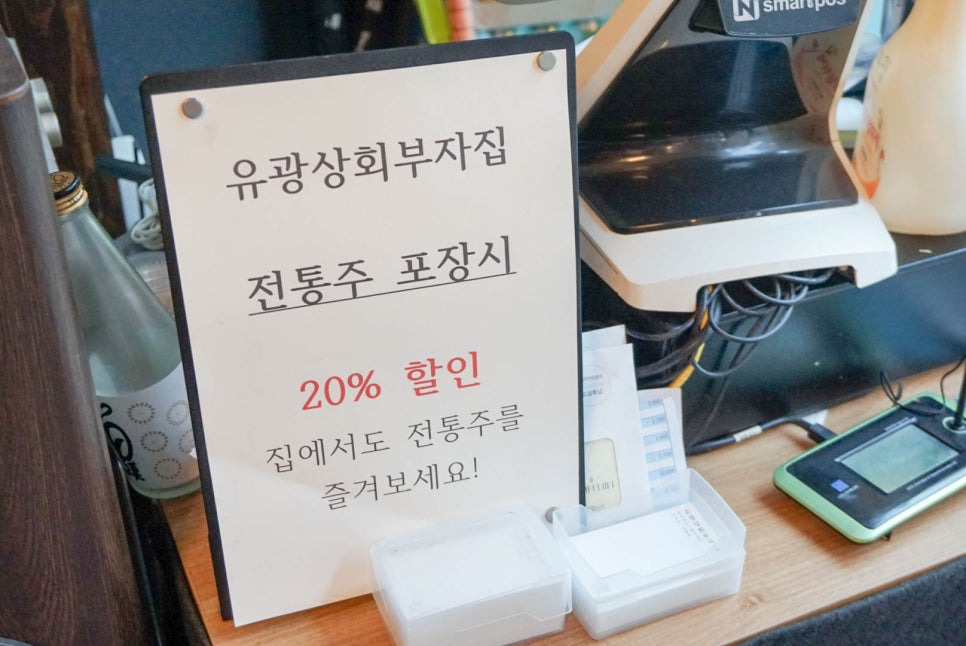 유광상회부자집
전통주 포장시
20% 할인
집에서도 전통주를
즐겨보세요!
N smartpos